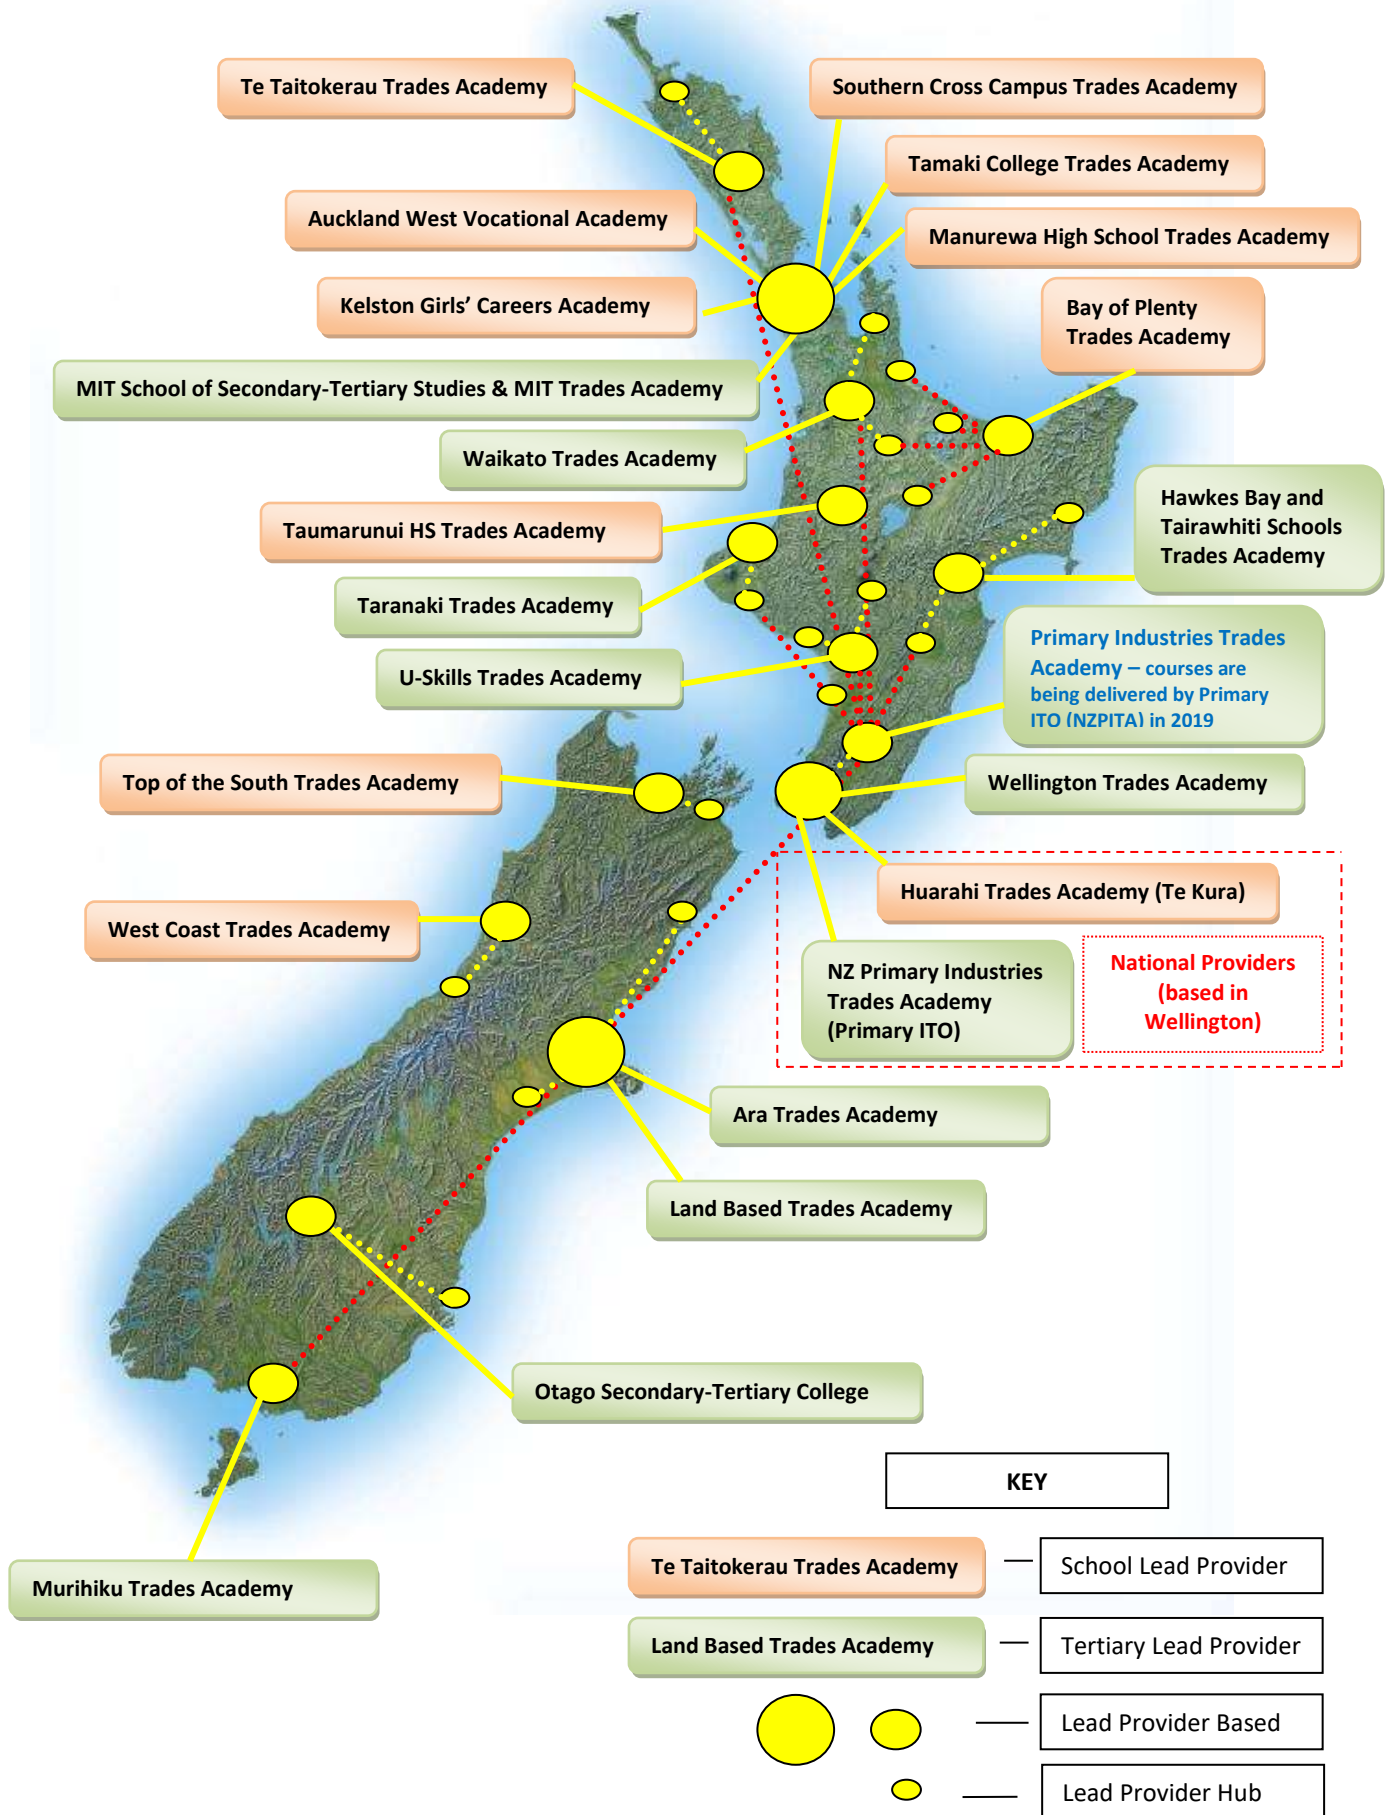 Te Taitokerau Trades Academy
Southern Cross Campus Trades Academy
Tamaki College Trades Academy
Auckland West Vocational Academy
Manurewa High School Trades Academy
Kelston Girls’ Careers Academy
Bay of Plenty
Trades Academy
MIT School of Secondary-Tertiary Studies & MIT Trades Academy
Waikato Trades Academy
Hawkes Bay and
Tairawhiti Schools
Trades Academy
Taumarunui HS Trades Academy
Taranaki Trades Academy
Primary Industries Trades
Academy – courses are
being delivered by Primary
ITO (NZPITA) in 2019
U-Skills Trades Academy
Top of the South Trades Academy
Wellington Trades Academy
Huarahi Trades Academy (Te Kura)
West Coast Trades Academy
NZ Primary Industries
Trades Academy
(Primary ITO)
National Providers
(based in
Wellington)
Ara Trades Academy
Land Based Trades Academy
Otago Secondary-Tertiary College
Murihiku Trades Academy
KEY
Te Taitokerau Trades Academy
School Lead Provider
Land Based Trades Academy
Tertiary Lead Provider
Lead Provider Based
Lead Provider Hub